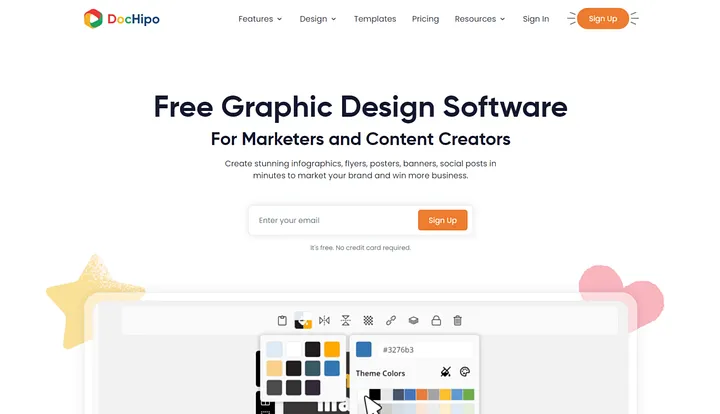 DocHipo
Features
Design
Templates
Pricing
Resources
Sign In
Sign Up
Free Graphic Design Software
For Marketers and Content Creators
Create stunning infographics, flyers, posters, banners, social posts in
minutes to market your brand and win more business.
Enter your email
Sign Up
It's free. No credit card required.
#3276b3
Theme Colors